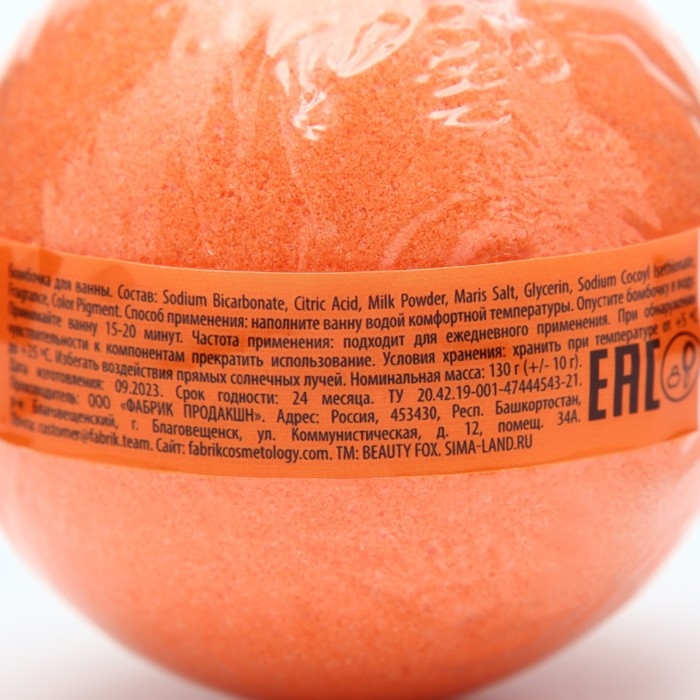 Бомбочка для ванны. Состав: Sodium Bicarbonate, Citric Acid, Milk Powder, Maris Salt, Glycerin, Sodium Cocoyl Isethionate,
Fragrance, Color Pigment. Способ применения: наполните ванну водой комфортной температуры. Опустите бомбочку в воду.
Принимайте ванну 15-20 минут. Частота применения: подходит для ежедневного применения. При обнаружении
чувствительности к компонентам прекратить использование. Условия хранения: хранить при температуре от +5
до +25 °С. Избегать воздействия прямых солнечных лучей. Номинальная масса: 130 г (+/- 10 г).
Дата изготовления: 09.2023. Срок годности: 24 месяца. ТУ 20.42.19-001-47444543-21.
Производитель: ООО «ФАБРИК ПРОДАКШН». Адрес: Россия, 453430, Респ. Башкортостан,
р-н Благовещенский, г. Благовещенск, ул. Коммунистическая, д. 12, помещ. 34А.
Почта: customer@fabrik.team. Сайт: fabrikcosmetology.com. ТМ: BEAUTY FOX. SIMA-LAND.RU
EAC